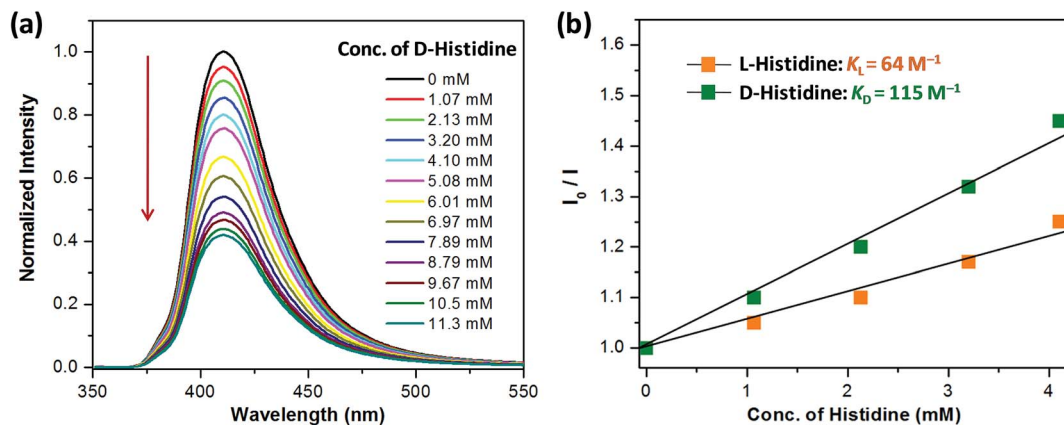 (a)
Normalized Intensity
1.0
0.8
0.6
0.4
0.2
0.0
350
400
450
500
550
Wavelength (nm)
Conc. of D-Histidine
0 mM
1.07 mM
2.13 mM
3.20 mM
4.10 mM
5.08 mM
6.01 mM
6.97 mM
7.89 mM
8.79 mM
9.67 mM
10.5 mM
11.3 mM
(b)
I₀ / I
1.6
1.5
1.4
1.3
1.2
1.1
1.0
0
1
2
3
4
Conc. of Histidine (mM)
L-Histidine: K_L = 64 M⁻¹
D-Histidine: K_D = 115 M⁻¹